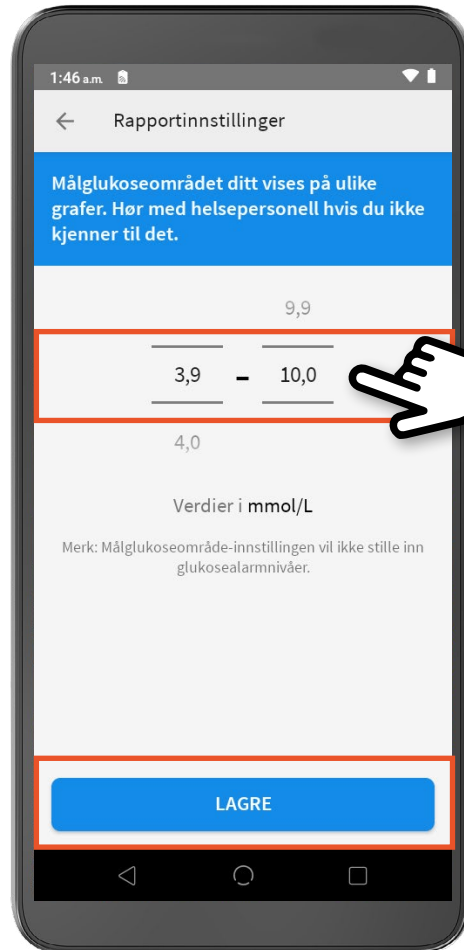 1:46 a.m.
Rapportinnstillinger
Målglukoseområdet ditt vises på ulike
grafer. Hør med helsepersonell hvis du ikke
kjenner til det.
9,9
3,9 - 10,0
4,0
Verdier i mmol/L
Merk: Målglukoseområde-innstillingen vil ikke stille inn
glukosealarmnivåer.
LAGRE